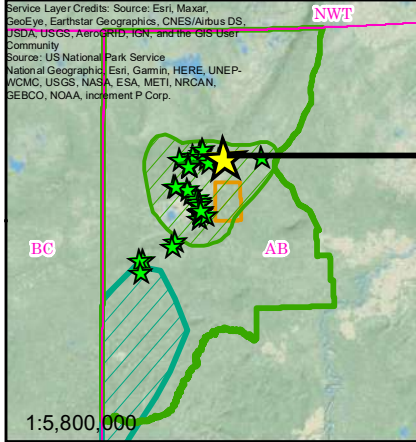 Service Layer Credits: Source: Esri, Maxar,
GeoEye, Earthstar Geographics, CNES/Airbus DS,
USDA, USGS, AeroGRID, IGN, and the GIS User
Community
Source: US National Park Service
National Geographic, Esri, Garmin, HERE, UNEP-
WCMC, USGS, NASA, ESA, METI, NRCAN,
GEBCO, NOAA, increment P Corp.
NWT
BC
AB
1:5,800,000